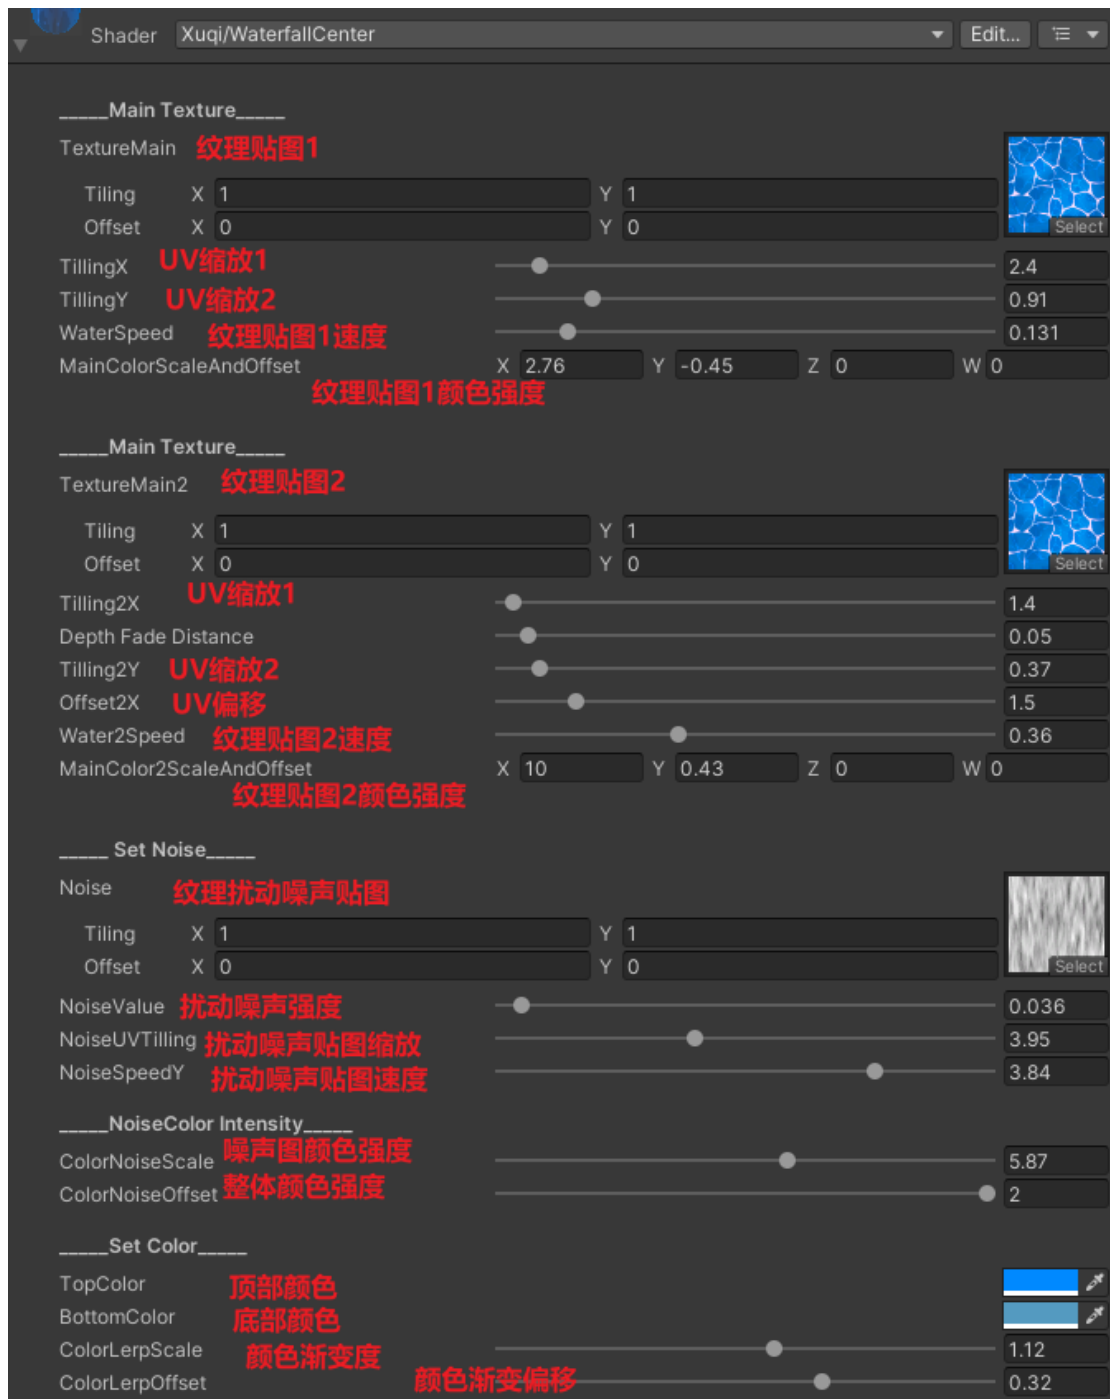 Shader Xuqi/WaterfallCenter Edit...
_____Main Texture_____
TextureMain 纹理贴图1
Tiling X 1 Y 1
Offset X 0 Y 0 Select
TillingX UV缩放1 2.4
TillingY UV缩放2 0.91
WaterSpeed 纹理贴图1速度 0.131
MainColorScaleAndOffset X 2.76 Y -0.45 Z 0 W 0
纹理贴图1颜色强度
_____Main Texture_____
TextureMain2 纹理贴图2
Tiling X 1 Y 1
Offset X 0 Y 0 Select
Tilling2X UV缩放1 1.4
Depth Fade Distance 0.05
Tilling2Y UV缩放2 0.37
Offset2X UV偏移 1.5
Water2Speed 纹理贴图2速度 0.36
MainColor2ScaleAndOffset X 10 Y 0.43 Z 0 W 0
纹理贴图2颜色强度
_____ Set Noise_____
Noise 纹理扰动噪声贴图
Tiling X 1 Y 1
Offset X 0 Y 0 Select
NoiseValue 扰动噪声强度 0.036
NoiseUVTilling 扰动噪声贴图缩放 3.95
NoiseSpeedY 扰动噪声贴图速度 3.84
_____NoiseColor Intensity_____
ColorNoiseScale 噪声图颜色强度 5.87
ColorNoiseOffset 整体颜色强度 2
_____Set Color_____
TopColor 顶部颜色
BottomColor 底部颜色
ColorLerpScale 颜色渐变度 1.12
ColorLerpOffset 颜色渐变偏移 0.32